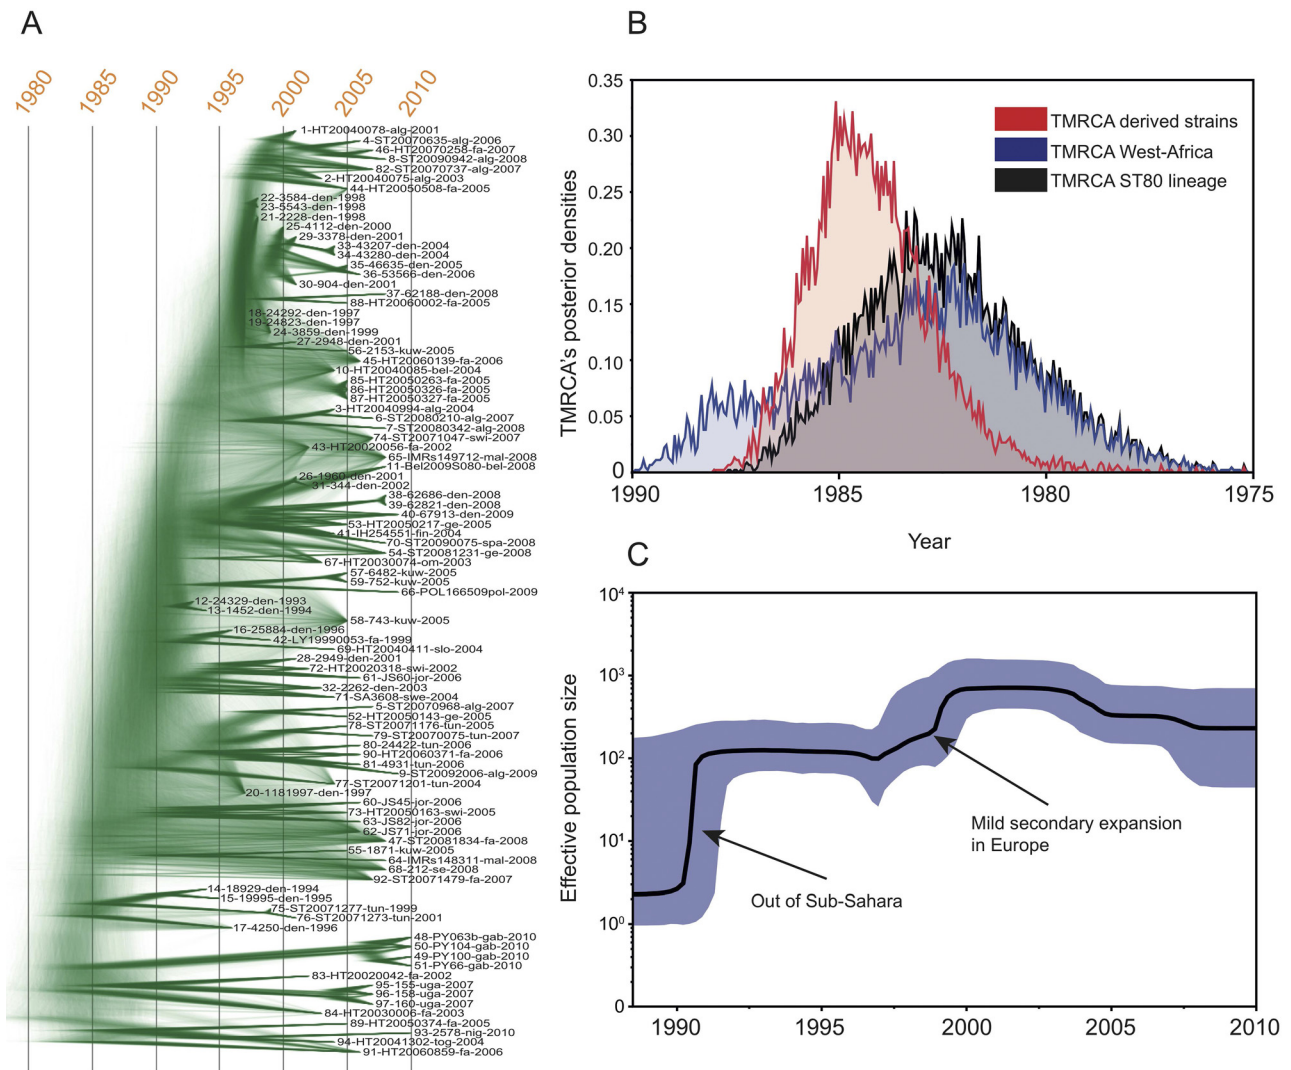 A
1980
1985
1990
1995
2000
2005
2010
1-HT20040078-alg-2001
4-ST20070635-alg-2006
46-HT20070258-fa-2007
8-ST20090942-alg-2008
82-ST20070737-alg-2007
2-HT20040075-alg-2003
44-HT20050508-fa-2005
22-3584-den-1998
23-5543-den-1998
21-2228-den-1998
25-4112-den-2000
29-3378-den-2001
33-43207-den-2004
34-43280-den-2004
35-46635-den-2005
36-53566-den-2006
30-904-den-2001
37-62188-den-2008
88-HT20060002-fa-2005
18-24292-den-1997
19-24823-den-1997
24-3859-den-1999
27-2948-den-2001
56-2153-kuw-2005
45-HT20060139-fa-2006
10-HT20040085-bel-2004
85-HT20050263-fa-2005
86-HT20050326-fa-2005
87-HT20050327-fa-2005
3-HT20040994-alg-2004
6-ST20080210-alg-2007
7-ST20080342-alg-2008
74-ST20071047-swi-2007
43-HT20020056-fa-2002
65-IMRs149712-mal-2008
11-Bel2009S080-bel-2008
26-1960-den-2001
31-344-den-2002
38-62686-den-2008
39-62821-den-2008
40-67913-den-2009
53-HT20050217-ge-2005
41-IH254551-fin-2004
70-ST20090075-spa-2008
54-ST20081231-ge-2008
67-HT20030074-om-2003
57-6482-kuw-2005
59-752-kuw-2005
66-POL166509pol-2009
12-24329-den-1993
13-1452-den-1994
58-743-kuw-2005
16-25884-den-1996
42-LY19990053-fa-1999
69-HT20040411-slo-2004
28-2949-den-2001
72-HT20020318-swi-2002
61-JS60-jor-2006
32-2262-den-2003
71-SA3608-swe-2004
5-ST20070968-alg-2007
52-HT20050143-ge-2005
78-ST20071176-tun-2005
79-ST20070075-tun-2007
80-24422-tun-2006
90-HT20060371-fa-2006
81-4931-tun-2006
9-ST20092006-alg-2009
77-ST20071201-tun-2004
20-1181997-den-1997
60-JS45-jor-2006
73-HT20050163-swi-2005
63-JS82-jor-2006
62-JS71-jor-2006
47-ST20081834-fa-2008
55-1871-kuw-2005
64-IMRs148311-mal-2008
68-212-se-2008
92-ST20071479-fa-2007
14-18929-den-1994
15-19995-den-1995
75-ST20071277-tun-1999
76-ST20071273-tun-2001
17-4250-den-1996
48-PY063b-gab-2010
50-PY104-gab-2010
49-PY100-gab-2010
51-PY66-gab-2010
83-HT20020042-fa-2002
95-155-uga-2007
96-158-uga-2007
97-160-uga-2007
84-HT20030006-fa-2003
89-HT20050374-fa-2005
93-2578-nig-2010
94-HT20041302-tog-2004
91-HT20060859-fa-2006
B
TMRCA's posterior densities
0.35
0.30
0.25
0.20
0.15
0.10
0.05
0
TMRCA derived strains
TMRCA West-Africa
TMRCA ST80 lineage
1990
1985
1980
1975
Year
C
Effective population size
10⁴
10³
10²
10¹
10⁰
0
Mild secondary expansion
in Europe
Out of Sub-Sahara
1990
1995
2000
2005
2010